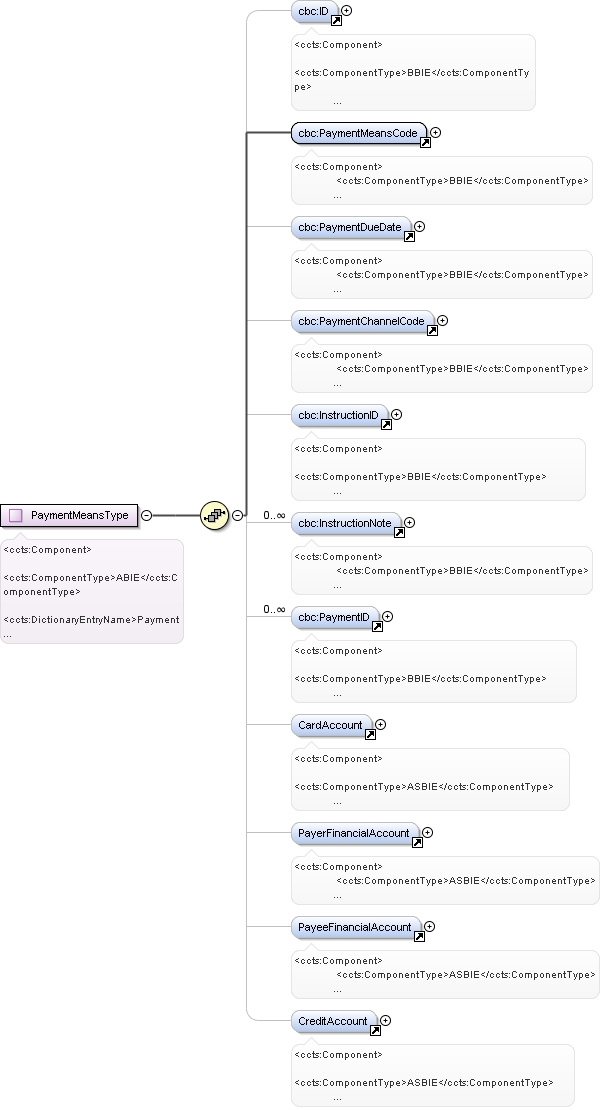 cbc:ID
<ccts:Component>
<ccts:ComponentType>BBIE</ccts:ComponentTy
pe>
...
cbc:PaymentMeansCode
<ccts:Component>
<ccts:ComponentType>BBIE</ccts:ComponentType>
...
cbc:PaymentDueDate
<ccts:Component>
<ccts:ComponentType>BBIE</ccts:ComponentType>
...
cbc:PaymentChannelCode
<ccts:Component>
<ccts:ComponentType>BBIE</ccts:ComponentType>
...
cbc:InstructionID
<ccts:Component>
<ccts:ComponentType>BBIE</ccts:ComponentType>
...
PaymentMeansType
<ccts:Component>
<ccts:ComponentType>ABIE</ccts:C
omponentType>
<ccts:DictionaryEntryName>Payment
...
0..∞
cbc:InstructionNote
<ccts:Component>
<ccts:ComponentType>BBIE</ccts:ComponentType>
...
0..∞
cbc:PaymentID
<ccts:Component>
<ccts:ComponentType>BBIE</ccts:ComponentType>
...
CardAccount
<ccts:Component>
<ccts:ComponentType>ASBIE</ccts:ComponentType>
...
PayerFinancialAccount
<ccts:Component>
<ccts:ComponentType>ASBIE</ccts:ComponentType>
...
PayeeFinancialAccount
<ccts:Component>
<ccts:ComponentType>ASBIE</ccts:ComponentType>
...
CreditAccount
<ccts:Component>
<ccts:ComponentType>ASBIE</ccts:ComponentType>
...